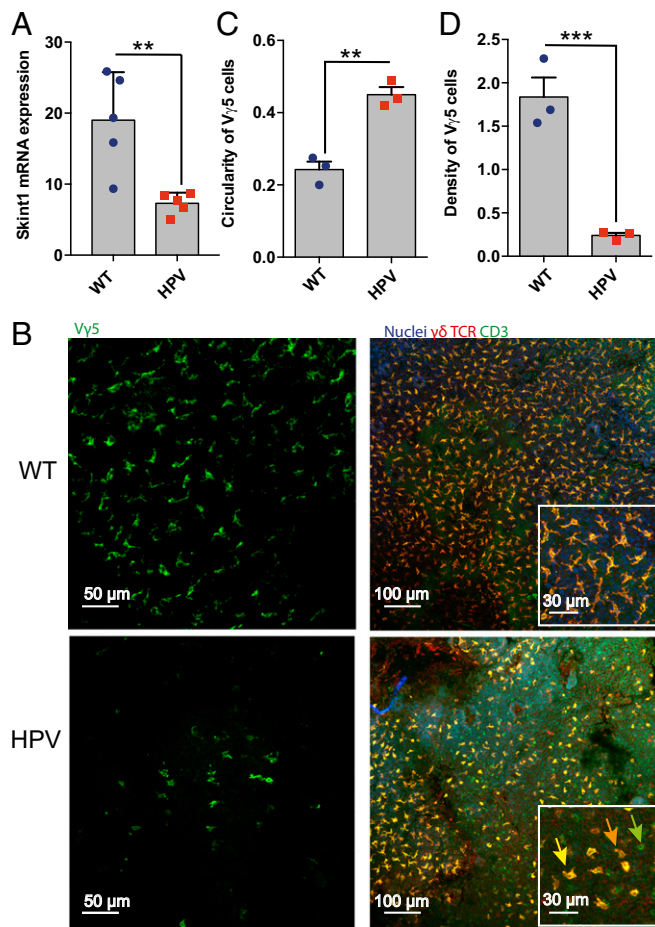 A
Skint1 mRNA expression
30
20
10
0
**
WT
HPV
C
Circularity of Vγ5 cells
0.6
0.4
0.2
0.0
**
WT
HPV
D
Density of Vγ5 cells
2.5
2.0
1.5
1.0
0.5
0.0
***
WT
HPV
B
Vγ5
Nuclei γδ TCR CD3
WT
50 µm
100 µm
30 µm
HPV
50 µm
100 µm
30 µm